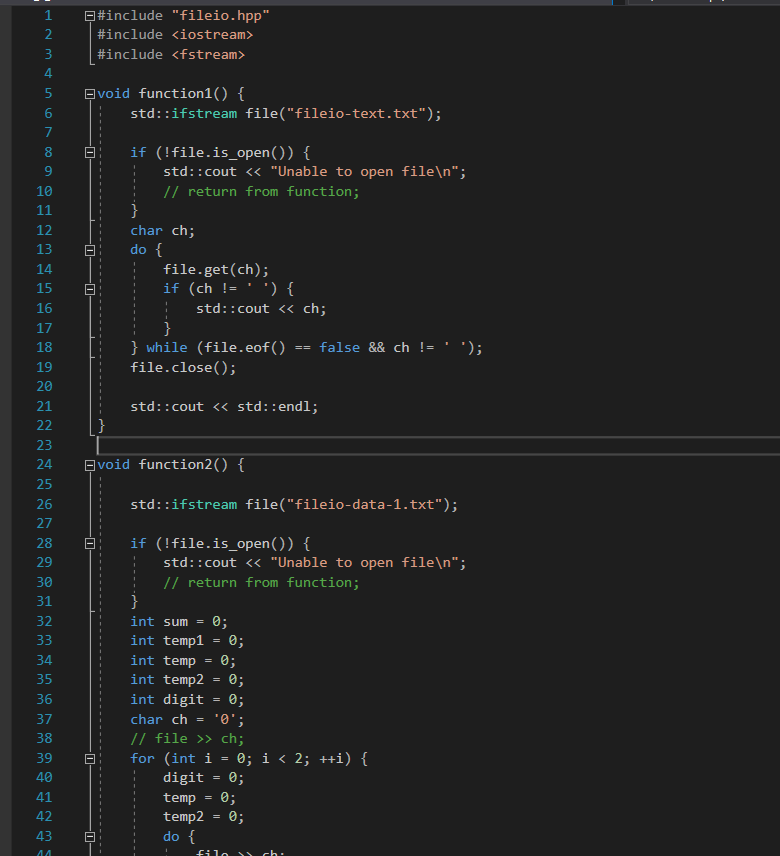 1 #include "fileio.hpp"
2 #include <iostream>
3 #include <fstream>
4
5 void function1() {
6 std::ifstream file("fileio-text.txt");
7
8 if (!file.is_open()) {
9 std::cout << "Unable to open file\n";
10 // return from function;
11 }
12 char ch;
13 do {
14 file.get(ch);
15 if (ch != ' ') {
16 std::cout << ch;
17 }
18 } while (file.eof() == false && ch != ' ');
19 file.close();
20
21 std::cout << std::endl;
22 }
23
24 void function2() {
25
26 std::ifstream file("fileio-data-1.txt");
27
28 if (!file.is_open()) {
29 std::cout << "Unable to open file\n";
30 // return from function;
31 }
32 int sum = 0;
33 int temp1 = 0;
34 int temp = 0;
35 int temp2 = 0;
36 int digit = 0;
37 char ch = '0';
38 // file >> ch;
39 for (int i = 0; i < 2; ++i) {
40 digit = 0;
41 temp = 0;
42 temp2 = 0;
43 do {
44 file >> ch;